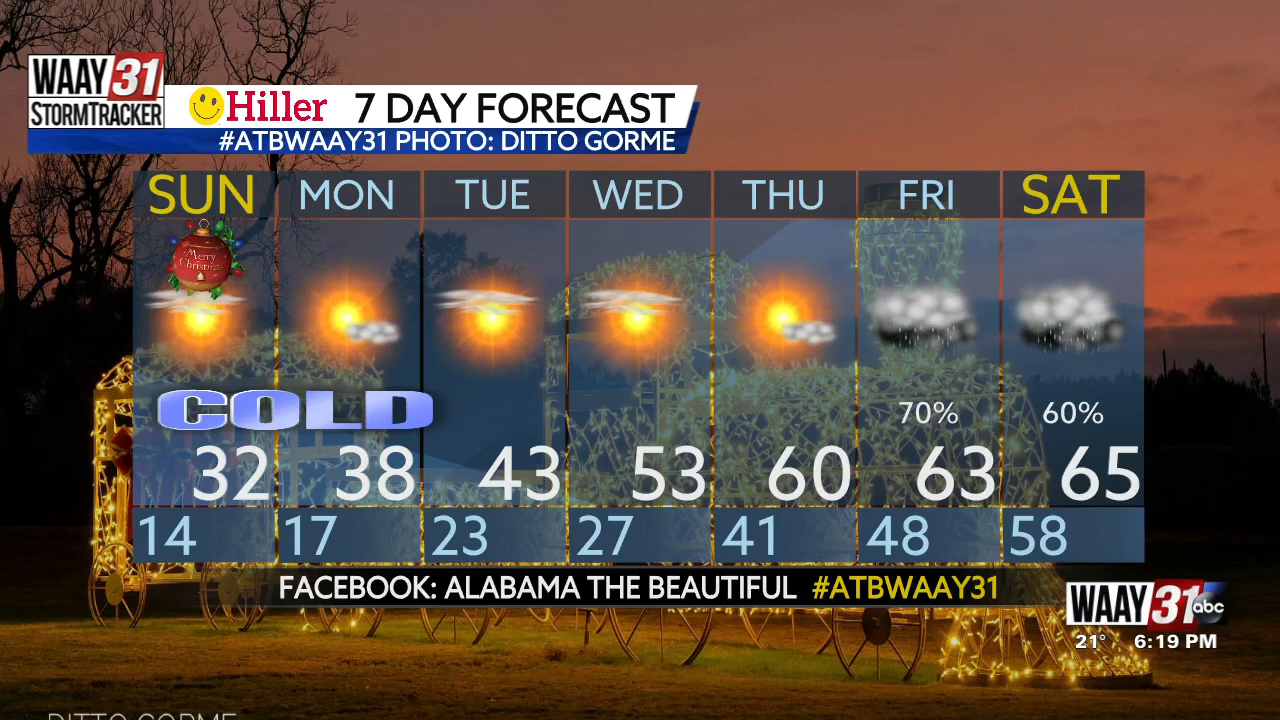 WAAY 31
STORMTRACKER
Hiller 7 DAY FORECAST
#ATBWAAY31 PHOTO: DITTO GORME
SUN MON TUE WED THU FRI SAT
Merry
Christmas
COLD
70% 60%
32 38 43 53 60 63 65
14 17 23 27 41 48 58
FACEBOOK: ALABAMA THE BEAUTIFUL #ATBWAAY31
WAAY 31 abc
21° 6:19 PM
DITTO GORME